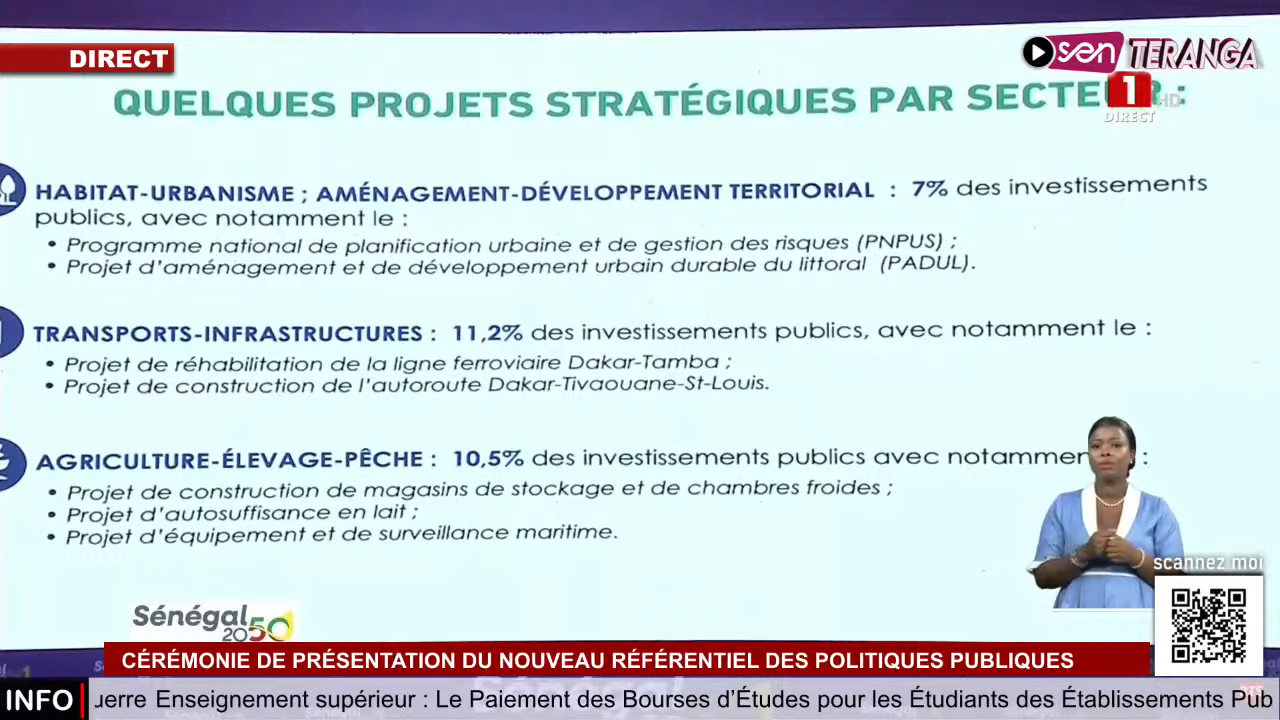 DIRECT
sen TERANGA
1 HD
DIRECT
QUELQUES PROJETS STRATÉGIQUES PAR SECTEUR :
HABITAT-URBANISME ; AMÉNAGEMENT-DÉVELOPPEMENT TERRITORIAL : 7% des investissements
publics, avec notamment le :
• Programme national de planification urbaine et de gestion des risques (PNPUS) ;
• Projet d'aménagement et de développement urbain durable du littoral (PADUL).
TRANSPORTS-INFRASTRUCTURES : 11,2% des investissements publics, avec notamment le :
• Projet de réhabilitation de la ligne ferroviaire Dakar-Tamba ;
• Projet de construction de l'autoroute Dakar-Tivaouane-St-Louis.
AGRICULTURE-ÉLEVAGE-PÊCHE : 10,5% des investissements publics avec notammen :
• Projet de construction de magasins de stockage et de chambres froides ;
• Projet d'autosuffisance en lait ;
• Projet d'équipement et de surveillance maritime.
scannez moi
Sénégal
2050
CÉRÉMONIE DE PRÉSENTATION DU NOUVEAU RÉFÉRENTIEL DES POLITIQUES PUBLIQUES
INFO uerre Enseignement supérieur : Le Paiement des Bourses d'Études pour les Étudiants des Établissements Pub